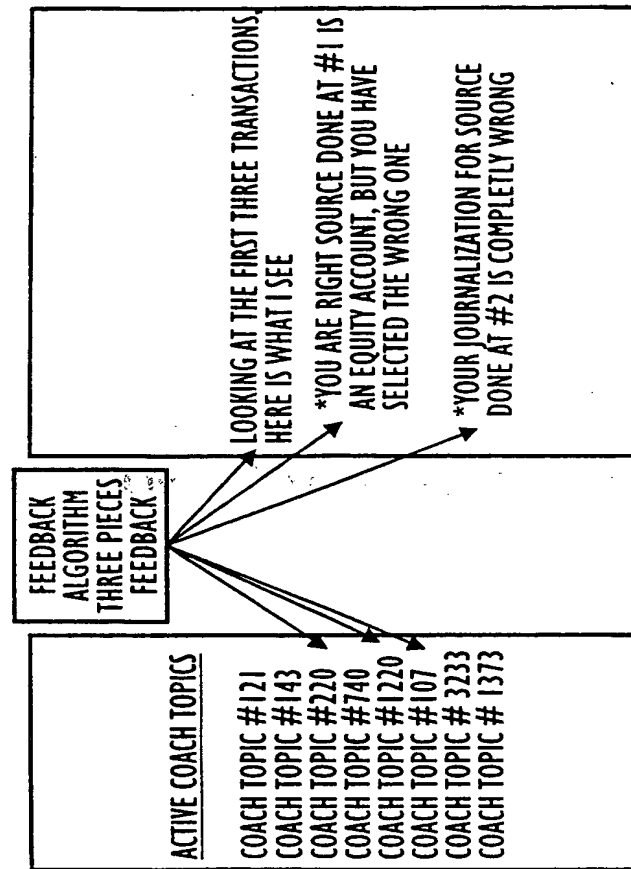 ACTIVE COACH TOPICS
COACH TOPIC #121
COACH TOPIC #143
COACH TOPIC #220
COACH TOPIC #740
COACH TOPIC #1220
COACH TOPIC #107
COACH TOPIC # 3233
COACH TOPIC # 1373
FEEDBACK
ALGORITHM
THREE PIECES
FEEDBACK
LOOKING AT THE FIRST THREE TRANSACTIONS,
HERE IS WHAT I SEE
*YOU ARE RIGHT SOURCE DONE AT #1 IS
AN EQUITY ACCOUNT, BUT YOU HAVE
SELECTED THE WRONG ONE
*YOUR JOURNALIZATION FOR SOURCE
DONE AT #2 IS COMPLETELY WRONG